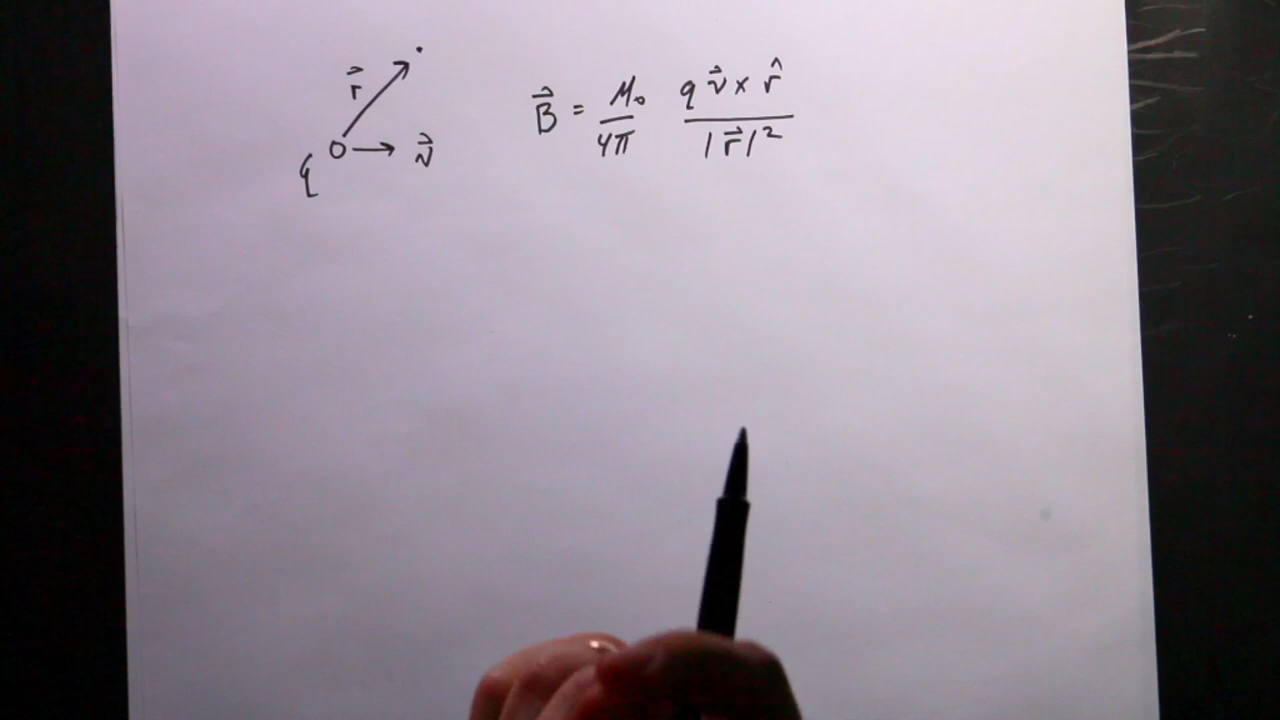 r⃗
q v⃗
B⃗ = μ₀/4π q v⃗ × r̂/|r⃗|²